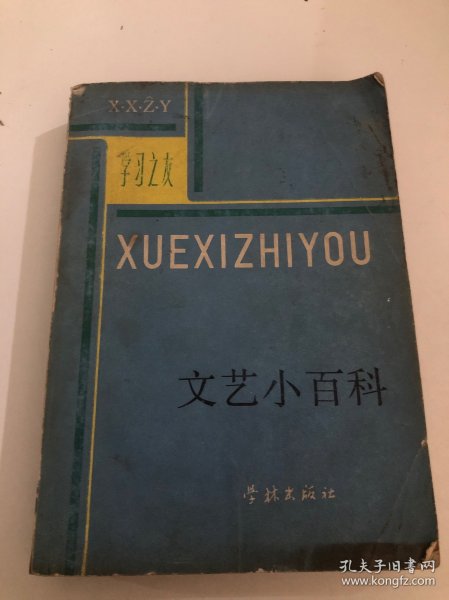 X·X·Ẑ·Y
学习之友
XUEXIZHIYOU
文艺小百科
学林出版社
孔夫子旧书网
www.kongfz.com